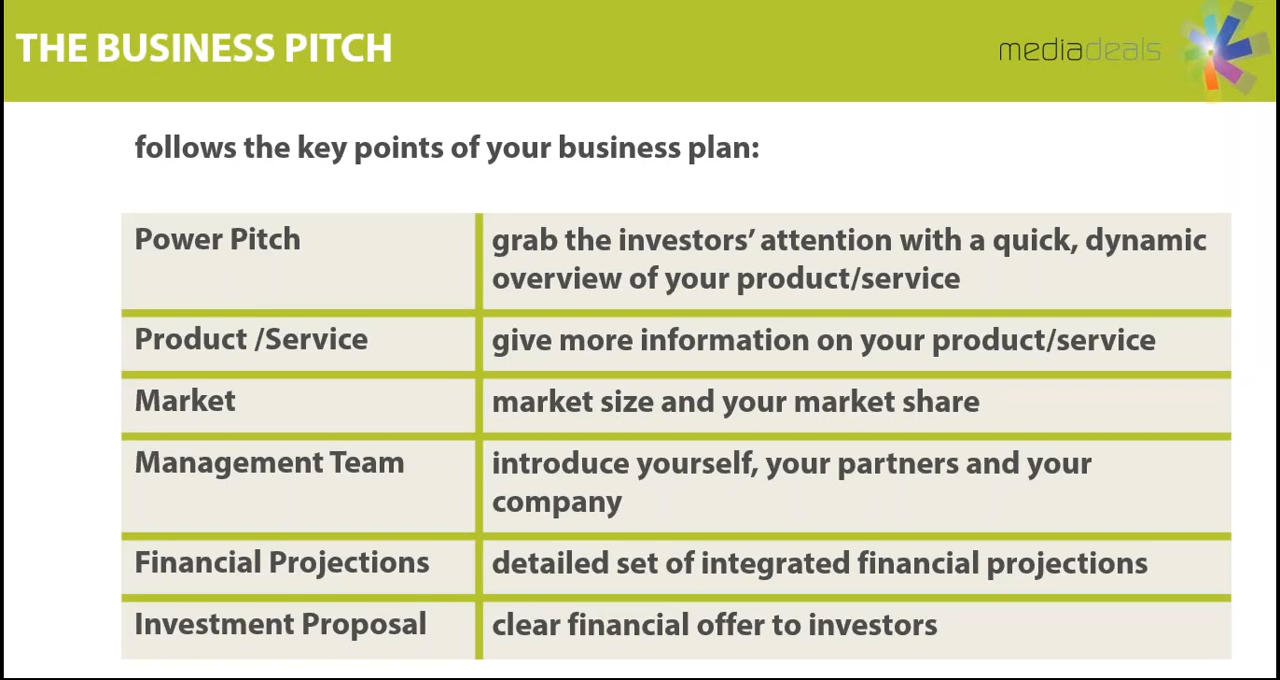 THE BUSINESS PITCH
mediadeals
follows the key points of your business plan:
Power Pitch
grab the investors’ attention with a quick, dynamic
overview of your product/service
Product /Service
give more information on your product/service
Market
market size and your market share
Management Team
introduce yourself, your partners and your
company
Financial Projections
detailed set of integrated financial projections
Investment Proposal
clear financial offer to investors